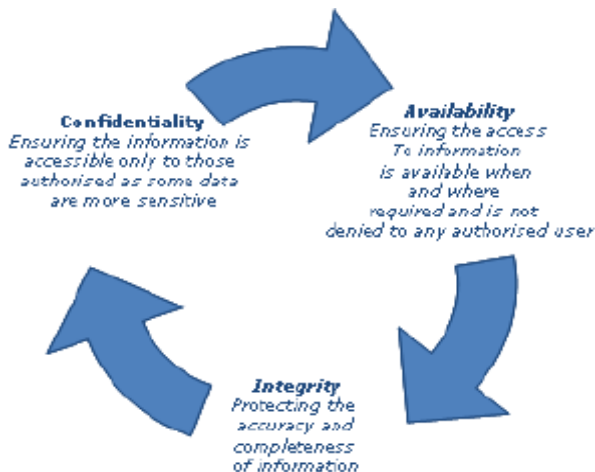 Confidentiality
Ensuring the information is
accessible only to those
authorised as some data
are more sensitive
Availability
Ensuring the access
To information
is available when
and where
required and is not
denied to any authorised user
Integrity
Protecting the
accuracy and
completeness
of information